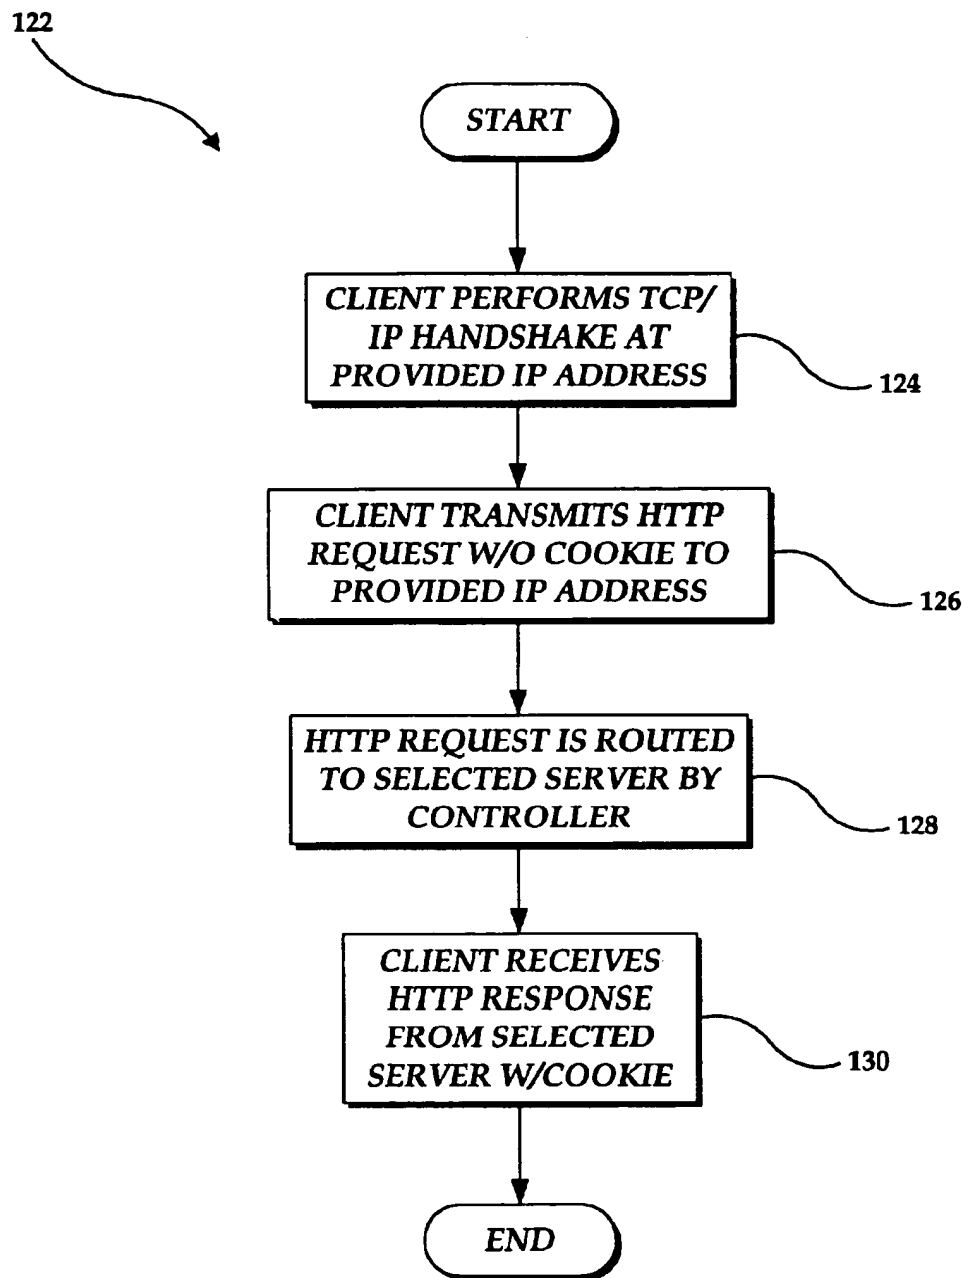 122
START
CLIENT PERFORMS TCP/
IP HANDSHAKE AT
PROVIDED IP ADDRESS
124
CLIENT TRANSMITS HTTP
REQUEST W/O COOKIE TO
PROVIDED IP ADDRESS
126
HTTP REQUEST IS ROUTED
TO SELECTED SERVER BY
CONTROLLER
128
CLIENT RECEIVES
HTTP RESPONSE
FROM SELECTED
SERVER W/COOKIE
130
END